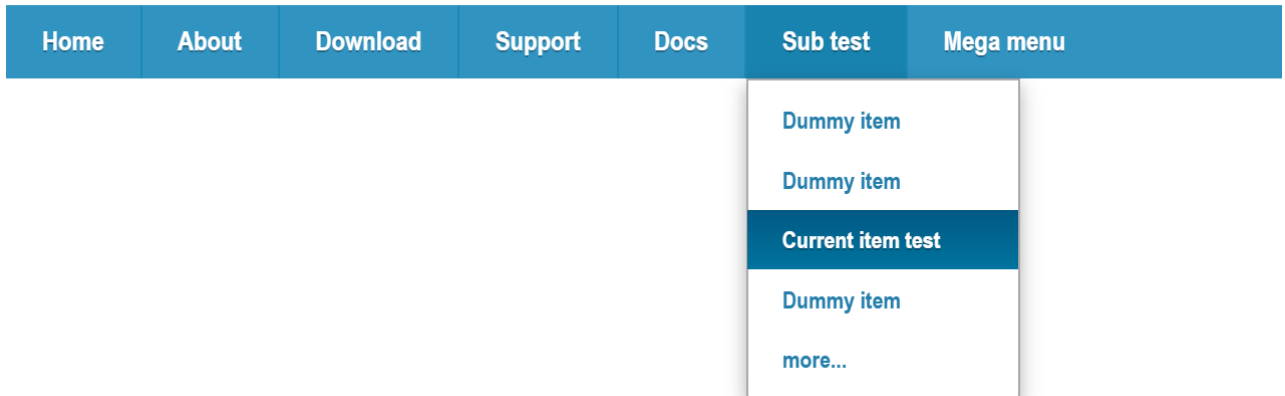 Home About Download Support Docs Sub test Mega menu
Dummy item
Dummy item
Current item test
Dummy item
more...